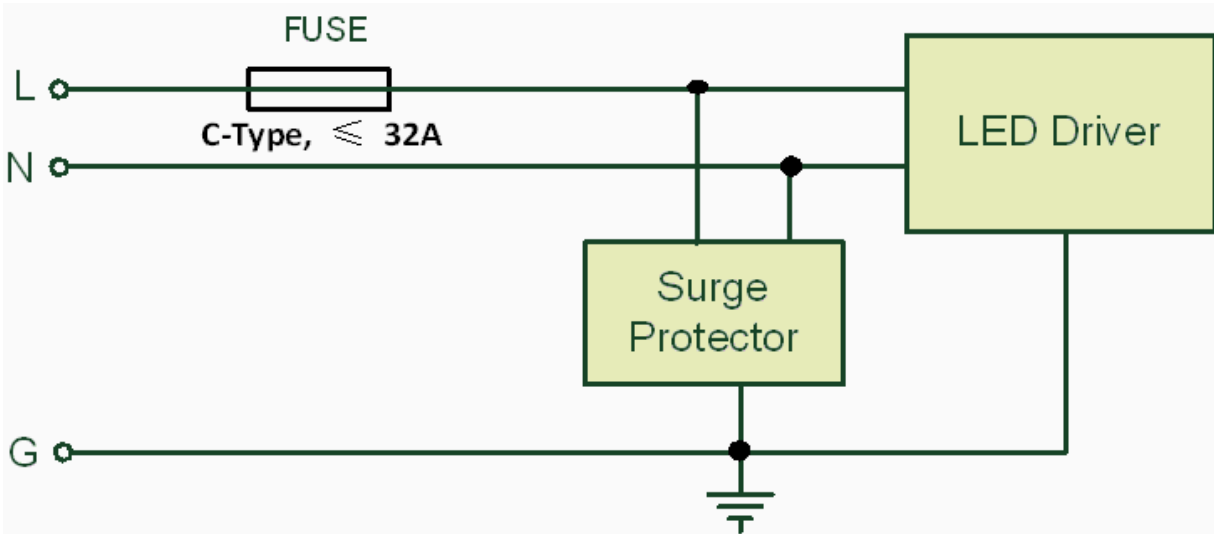 FUSE
L
C-Type, ≤ 32A
N
LED Driver
Surge
Protector
G